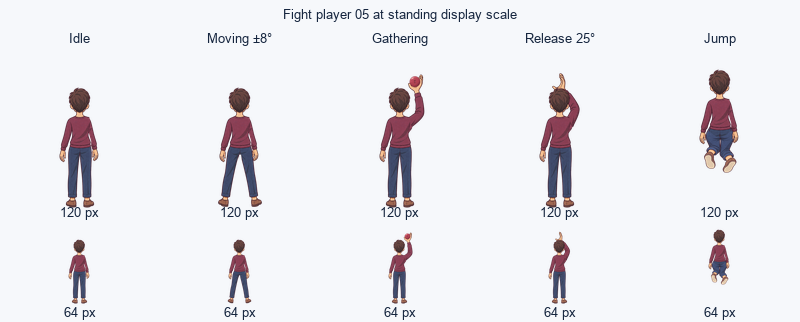 Fight player 05 at standing display scale
Idle Moving ±8° Gathering Release 25° Jump
120 px 120 px 120 px 120 px 120 px
64 px 64 px 64 px 64 px 64 px